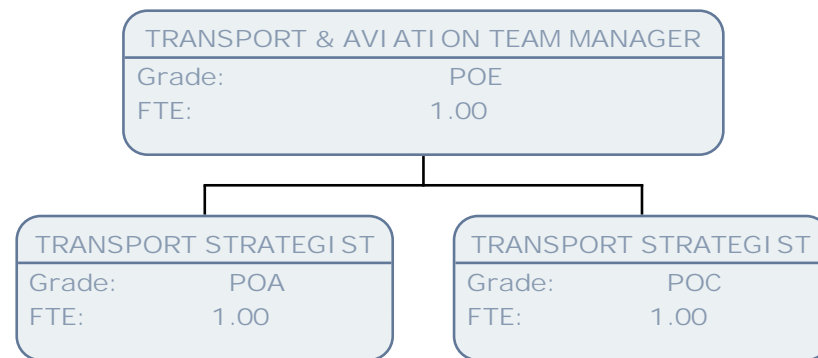 TRANSPORT & AVIATION TEAM MANAGER
Grade: POE
FTE: 1.00
TRANSPORT STRATEGIST
Grade: POA
FTE: 1.00
TRANSPORT STRATEGIST
Grade: POC
FTE: 1.00